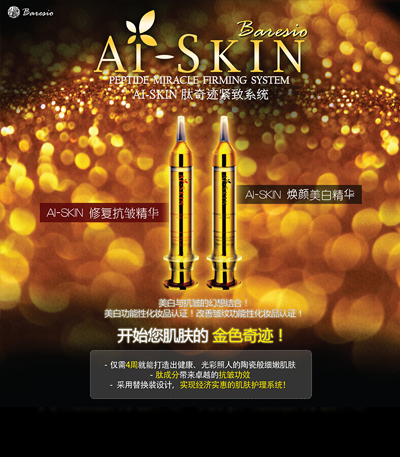 Baresio
Baresio
AI-SKIN
PEPTIDE MIRACLE FIRMING SYSTEM
AI-SKIN 肽奇迹紧致系统
AI-SKIN 焕颜美白精华
AI-SKIN 修复抗皱精华
美白与抗皱的幻想结合！
美白功能性化妆品认证！改善皱纹功能性化妆品认证！
开始您肌肤的 金色奇迹！
- 仅需4周就能打造出健康、光彩照人的陶瓷般细嫩肌肤
- 肽成分带来卓越的抗皱功效
- 采用替换装设计，实现经济实惠的肌肤护理系统！